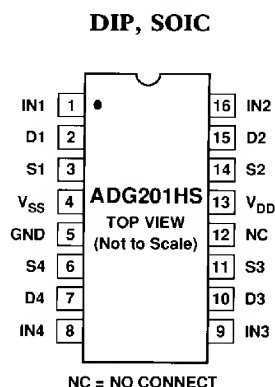 DIP, SOIC
IN1 1 16 IN2
D1 2 15 D2
S1 3 14 S2
VSS 4 ADG201HS 13 VDD
TOP VIEW
GND 5 (Not to Scale) 12 NC
S4 6 11 S3
D4 7 10 D3
IN4 8 9 IN3
NC = NO CONNECT